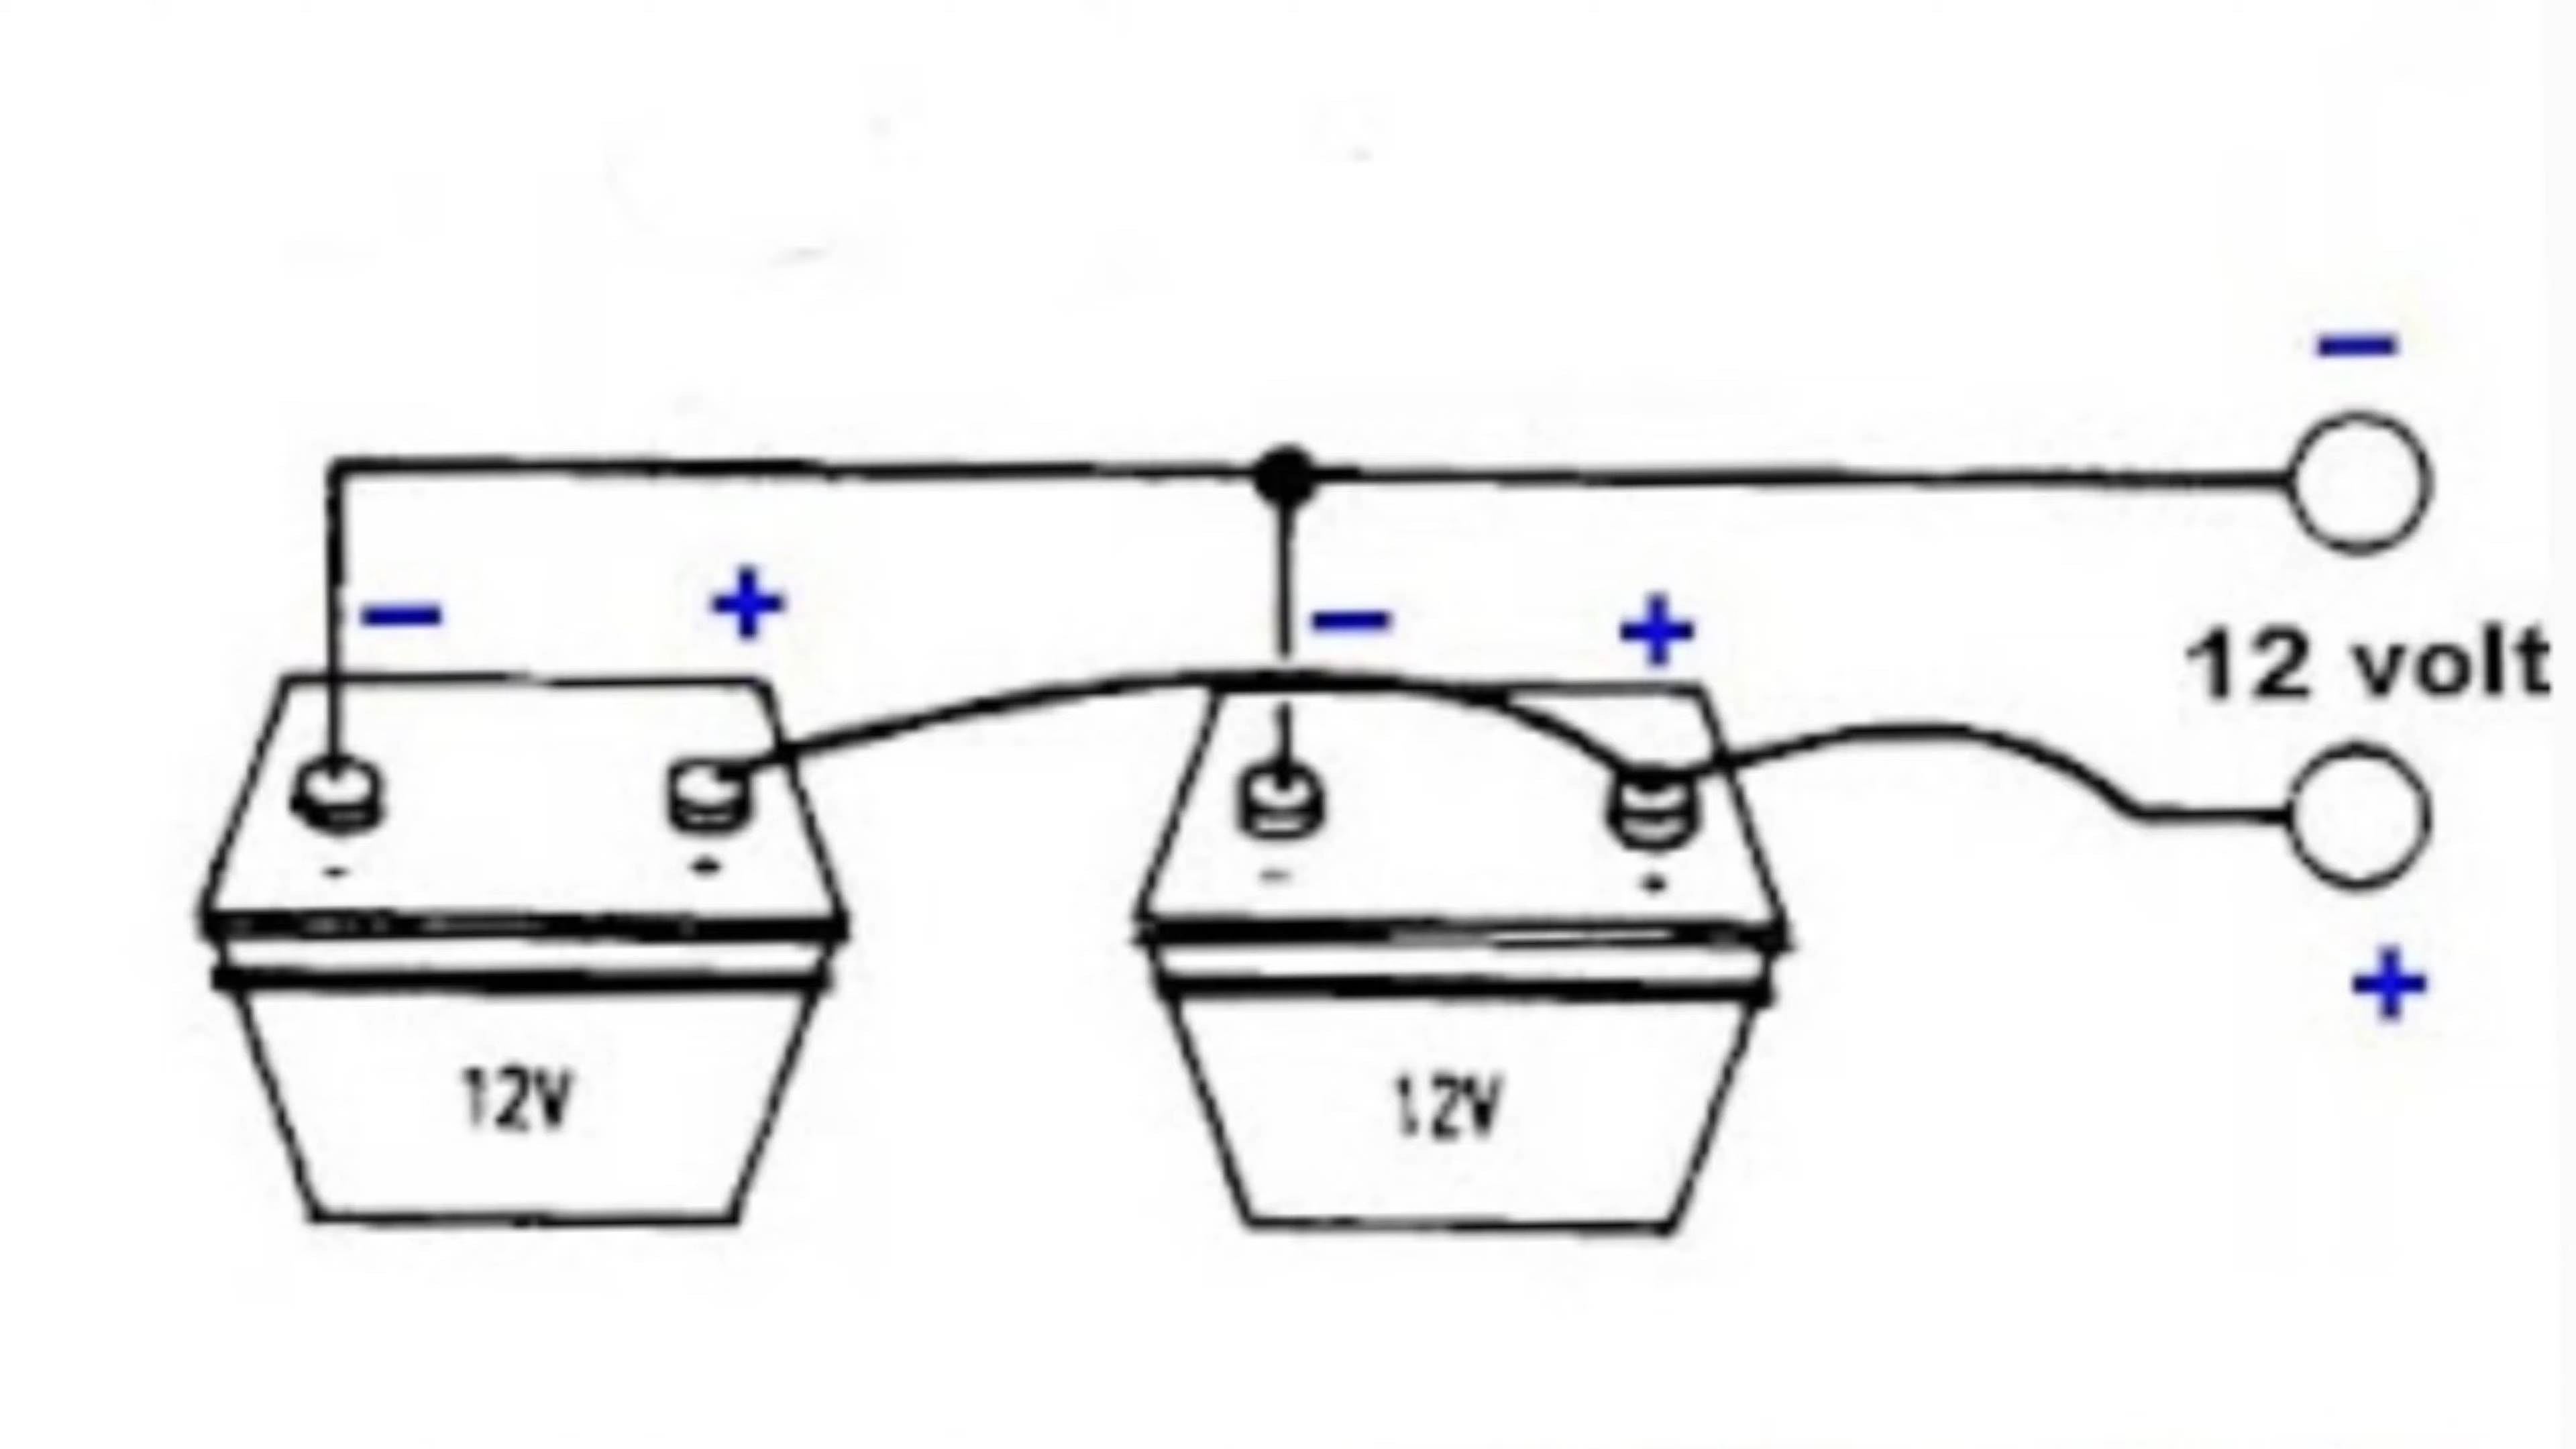 −
− + − +
12 volt
- + - +
+
12V 12V